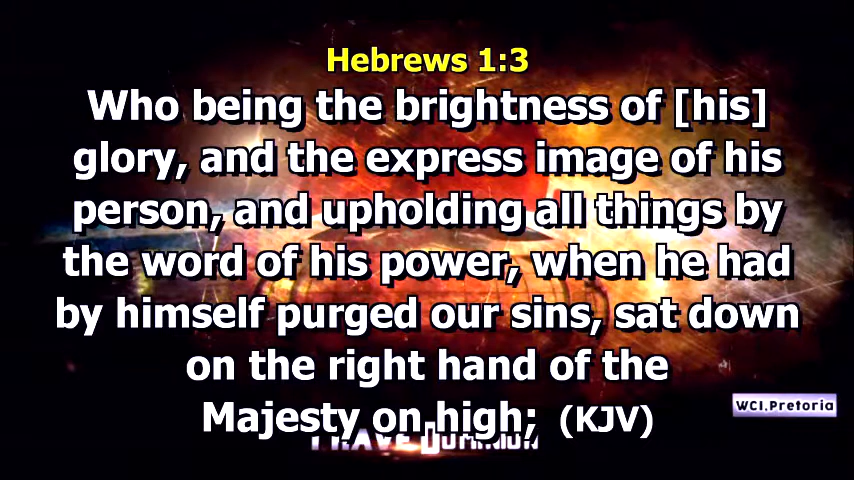 Hebrews 1:3
Who being the brightness of [his]
glory, and the express image of his
person, and upholding all things by
the word of his power, when he had
by himself purged our sins, sat down
on the right hand of the
Majesty on high; (KJV)
WCI.Pretoria
I HAVE DOMINION